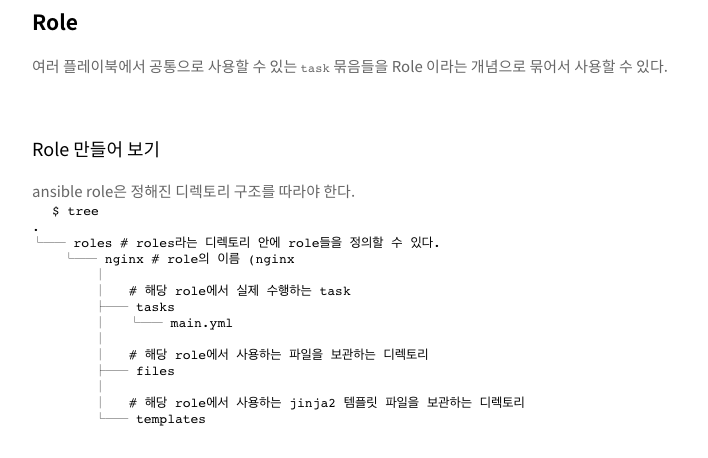 Role
여러 플레이북에서 공통으로 사용할 수 있는 task 묶음들을 Role 이라는 개념으로 묶어서 사용할 수 있다.
Role 만들어 보기
ansible role은 정해진 디렉토리 구조를 따라야 한다.
$ tree
.
└── roles # roles라는 디렉토리 안에 role들을 정의할 수 있다.
    └── nginx # role의 이름 (nginx
        │
        │   # 해당 role에서 실제 수행하는 task
        ├── tasks
        │   └── main.yml
        │
        │   # 해당 role에서 사용하는 파일을 보관하는 디렉토리
        ├── files
        │
        │   # 해당 role에서 사용하는 jinja2 템플릿 파일을 보관하는 디렉토리
        └── templates